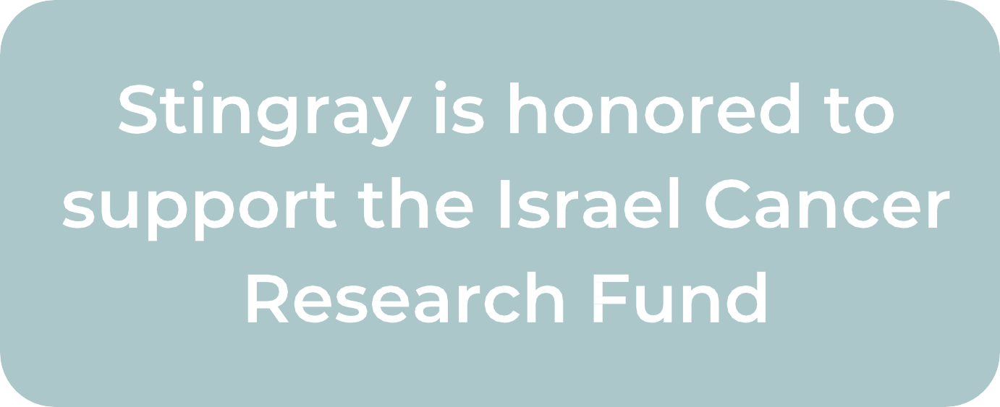 Stingray is honored to
support the Israel Cancer
Research Fund